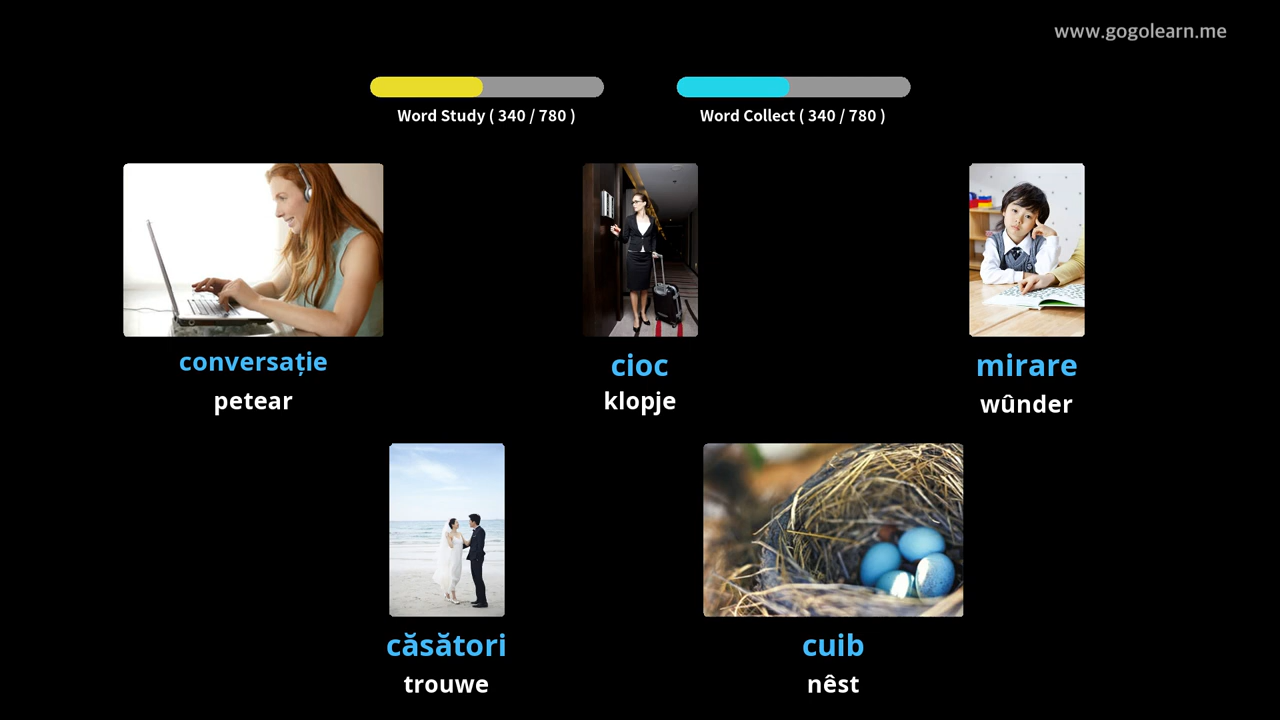 www.gogolearn.me
Word Study ( 340 / 780 )
Word Collect ( 340 / 780 )
conversație
petear
cioc
klopje
mirare
wûnder
căsători
trouwe
cuib
nêst